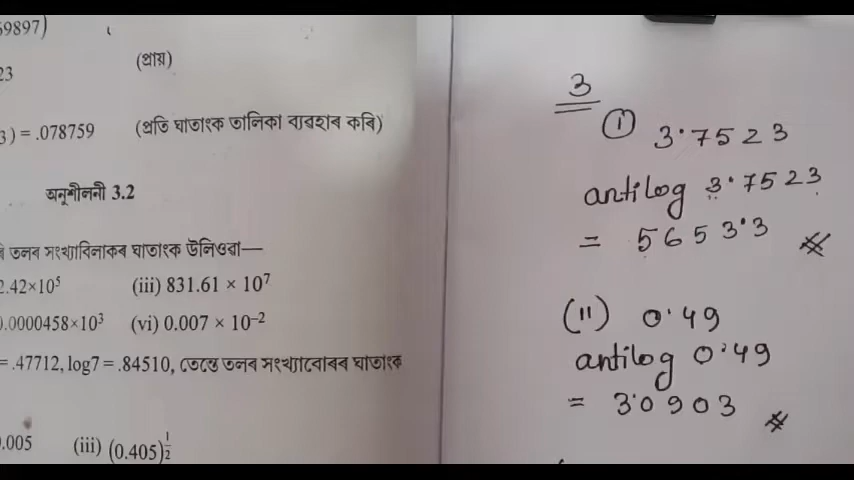 59897)
23 (প্ৰায়)
3) = .078759 (প্ৰতি ঘাতাংক তালিকা ব্যৱহাৰ কৰি)
অনুশীলনী 3.2
তলৰ সংখ্যাবিলাকৰ ঘাতাংক উলিওৱা—
2.42×10⁵ (iii) 831.61 × 10⁷
0.0000458×10³ (vi) 0.007 × 10⁻²
= .47712, log7 = .84510, তেন্তে তলৰ সংখ্যাবোৰৰ ঘাতাংক
0.005 (iii) (0.405)^½
3
(i) 3.7523
antilog 3.7523
= 5653.3
(ii) 0.49
antilog 0.49
= 3.0903